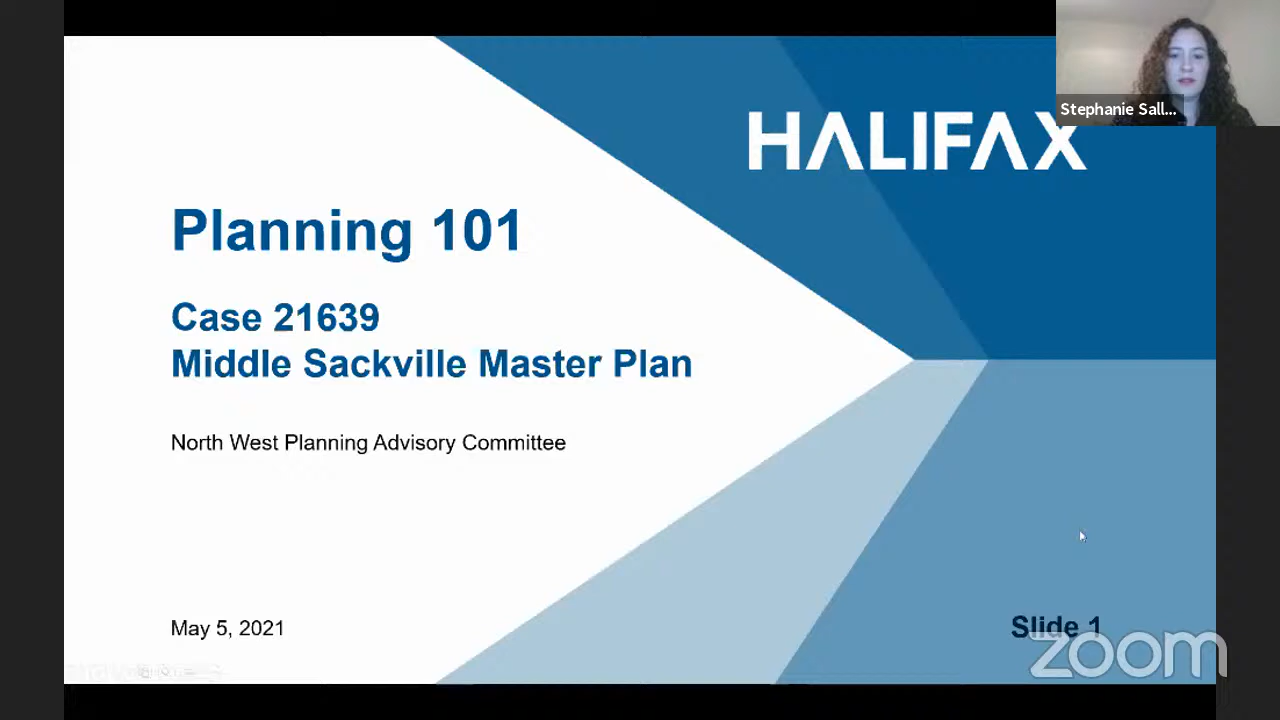 Stephanie Sall...
HALIFAX
Planning 101
Case 21639
Middle Sackville Master Plan
North West Planning Advisory Committee
May 5, 2021
Slide 1
zoom